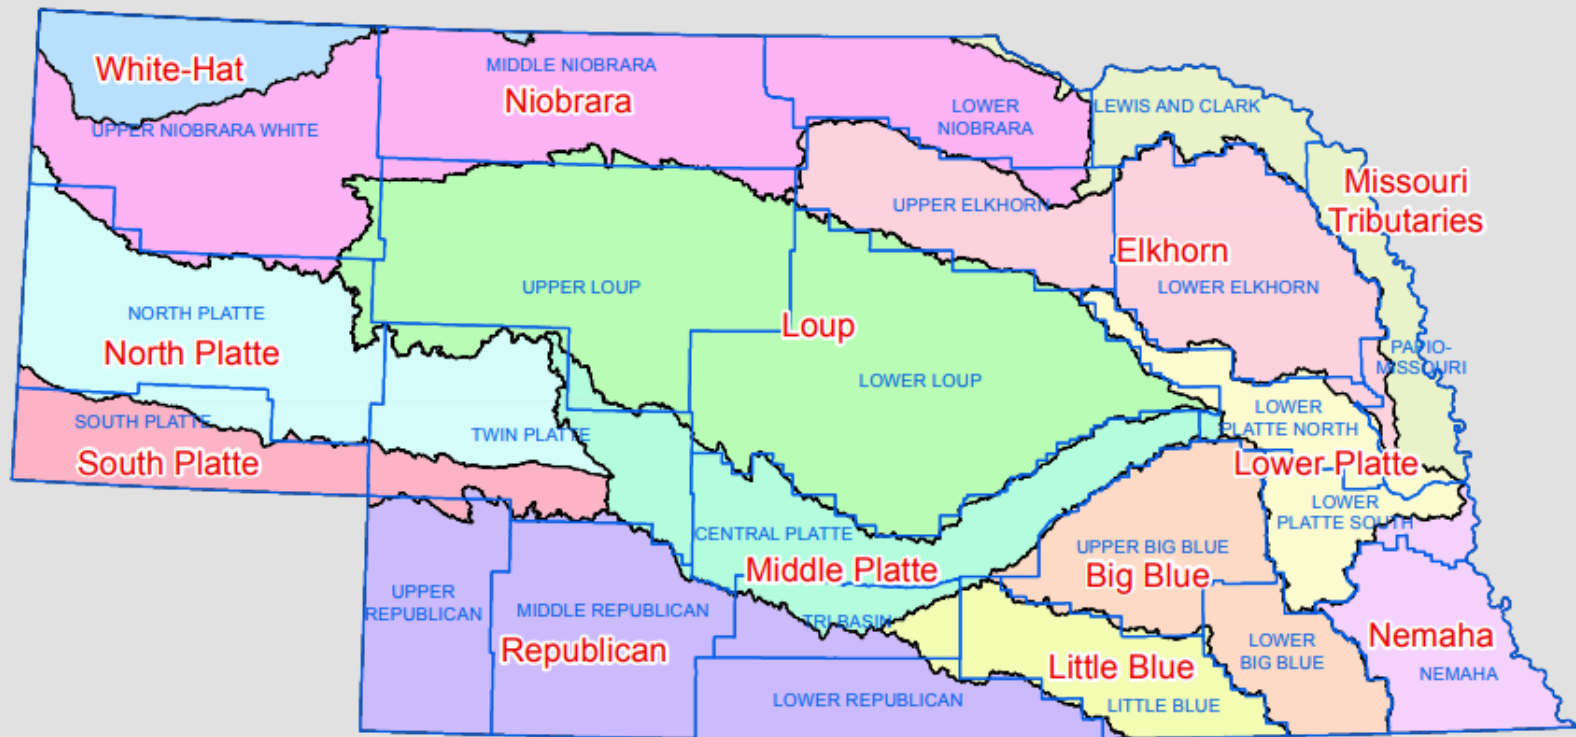 White-Hat
MIDDLE NIOBRARA
Niobrara
UPPER NIOBRARA WHITE
LOWER
NIOBRARA
LEWIS AND CLARK
Missouri
Tributaries
UPPER ELKHORN
Elkhorn
LOWER ELKHORN
UPPER LOUP
Loup
LOWER LOUP
NORTH PLATTE
North Platte
PAPIO-
MISSOURI
SOUTH PLATTE
South Platte
TWIN PLATTE
LOWER
PLATTE NORTH
Lower Platte
LOWER
PLATTE SOUTH
CENTRAL PLATTE
Middle Platte
UPPER BIG BLUE
Big Blue
UPPER
REPUBLICAN
MIDDLE REPUBLICAN
Republican
TRI BASIN
LOWER REPUBLICAN
Little Blue
LITTLE BLUE
LOWER
BIG BLUE
Nemaha
NEMAHA